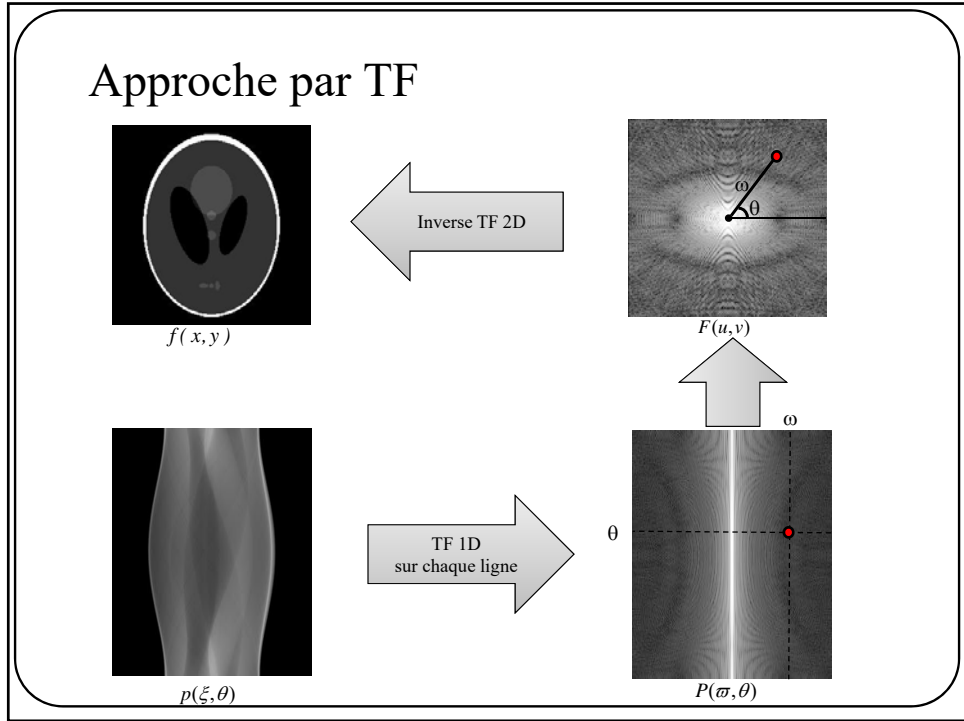 Approche par TF
Inverse TF 2D
ω
θ
f ( x, y )
F(u,v)
ω
θ
TF 1D
sur chaque ligne
p(ξ,θ)
P(ϖ,θ)